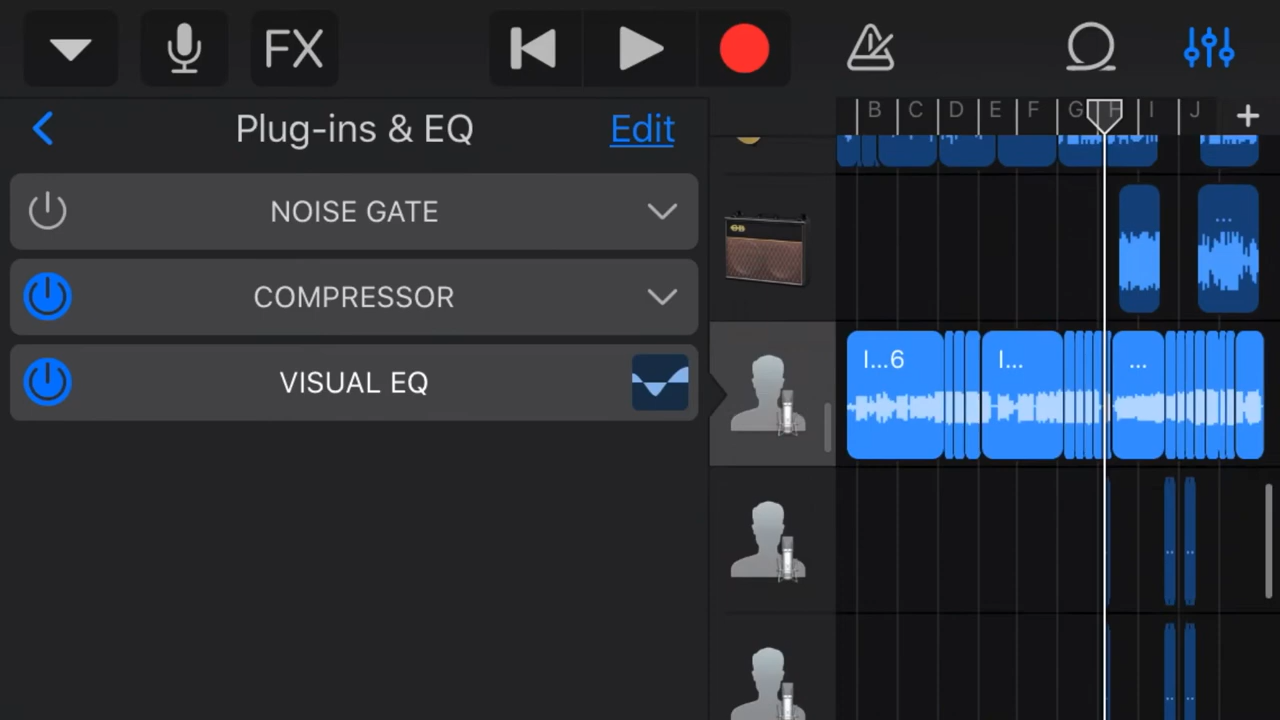 FX
Plug-ins & EQ
Edit
B C D E F G H I J
NOISE GATE
COMPRESSOR
VISUAL EQ
...
I...6
I...
...